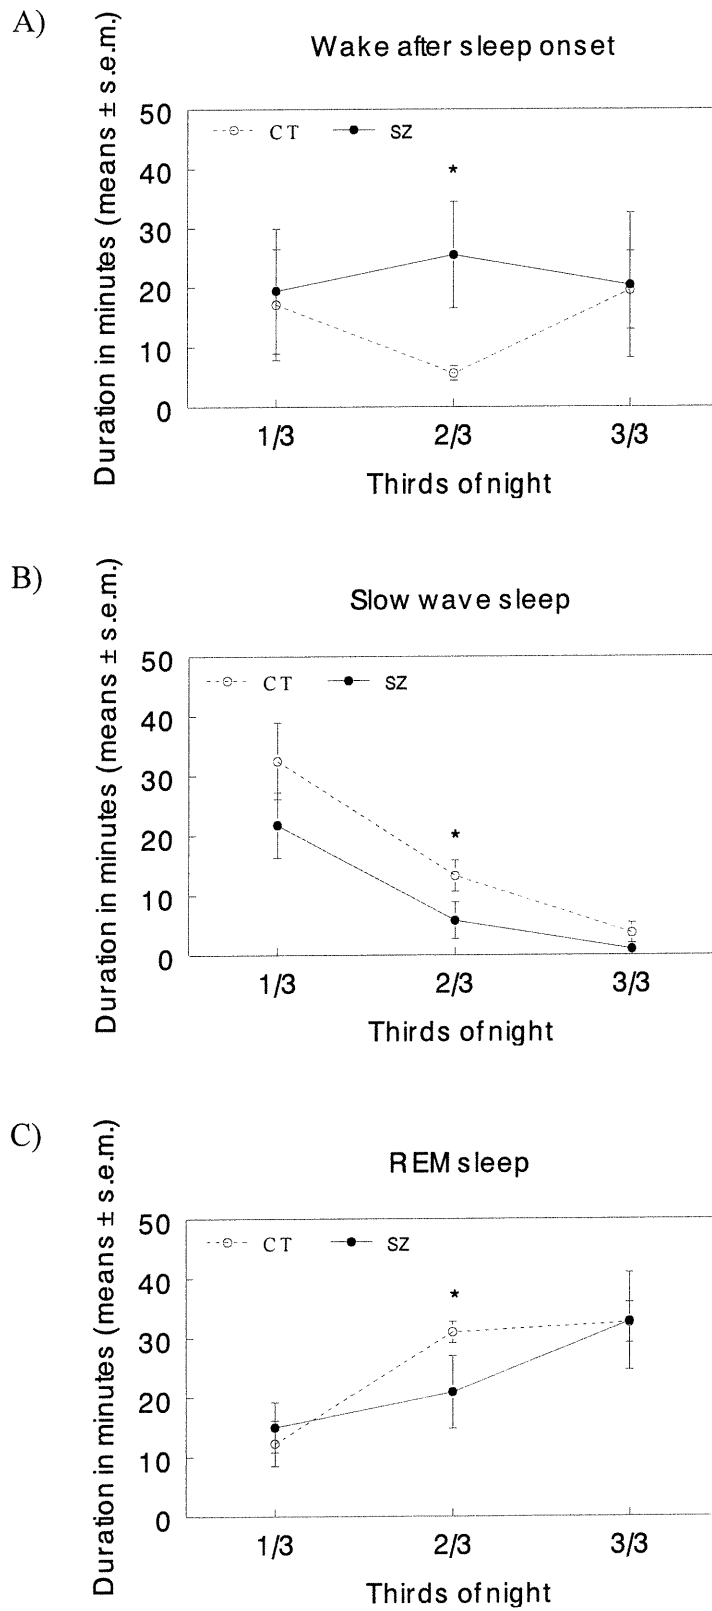 A)
Wake after sleep onset
Duration in minutes (means ± s.e.m.)
50
CT SZ
40
*
30
20
10
0
1/3 2/3 3/3
Thirds of night
B)
Slow wave sleep
Duration in minutes (means ± s.e.m.)
50
CT SZ
40
30
20
*
10
0
1/3 2/3 3/3
Thirds of night
C)
REM sleep
Duration in minutes (means ± s.e.m.)
50
CT SZ
40
*
30
20
10
0
1/3 2/3 3/3
Thirds of night